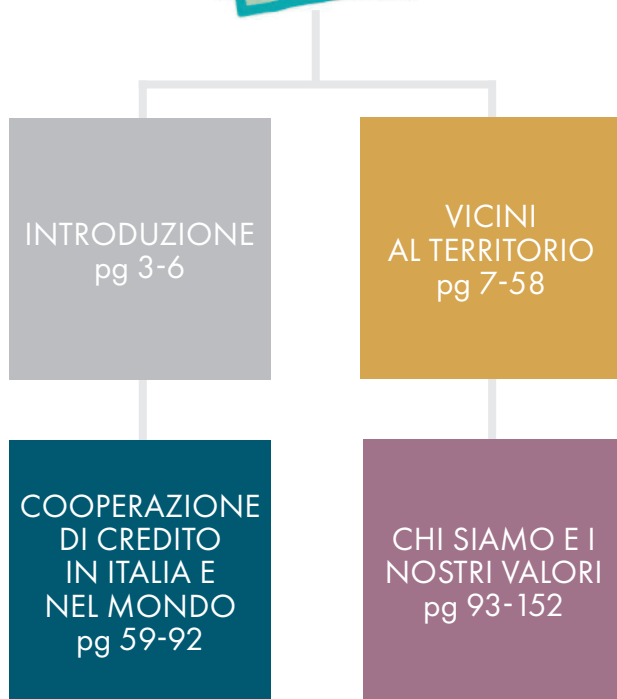 INTRODUZIONE
pg 3-6
VICINI
AL TERRITORIO
pg 7-58
COOPERAZIONE
DI CREDITO
IN ITALIA E
NEL MONDO
pg 59-92
CHI SIAMO E I
NOSTRI VALORI
pg 93-152